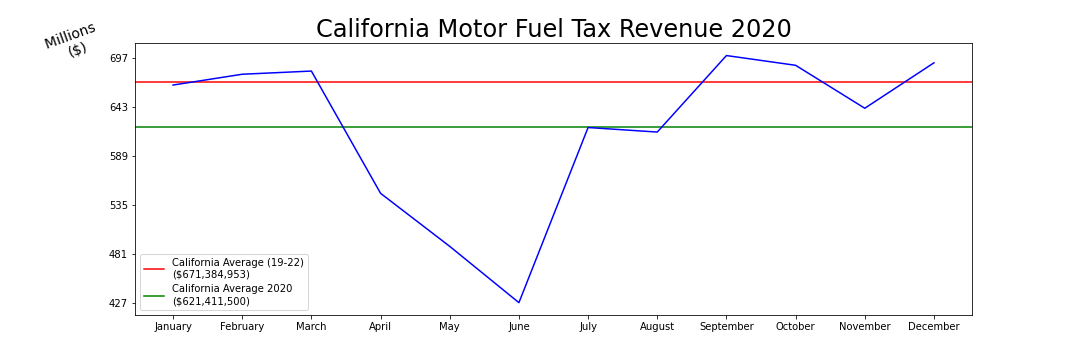 California Motor Fuel Tax Revenue 2020
Millions
($)
697
643
589
535
481
427
California Average (19-22)
($671,384,953)
California Average 2020
($621,411,500)
January February March April May June July August September October November December